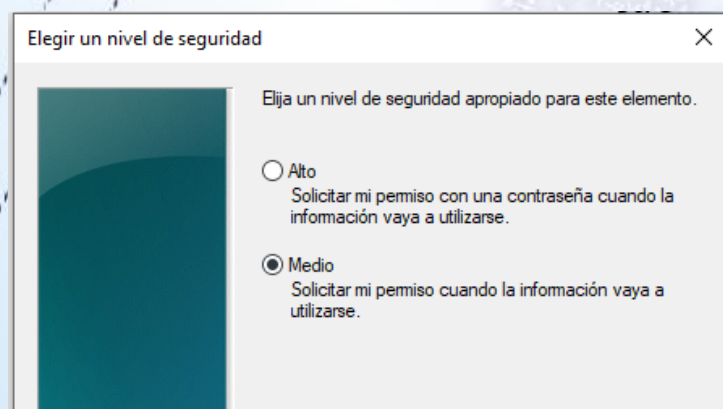 Elegir un nivel de seguridad
Elija un nivel de seguridad apropiado para este elemento.
Alto
Solicitar mi permiso con una contraseña cuando la
información vaya a utilizarse.
Medio
Solicitar mi permiso cuando la información vaya a
utilizarse.